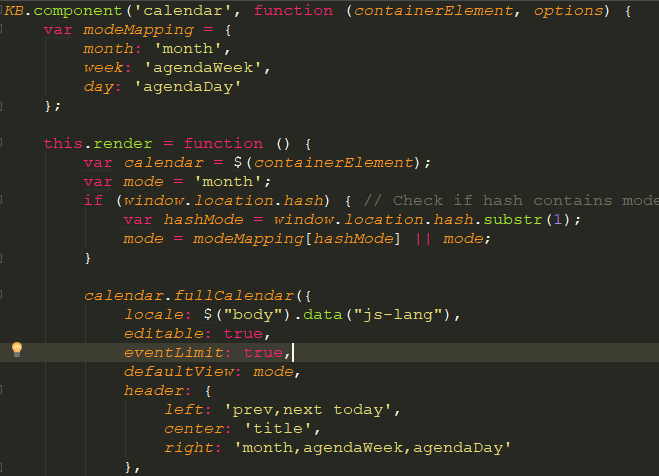 KB.component('calendar', function (containerElement, options) {
    var modeMapping = {
        month: 'month',
        week: 'agendaWeek',
        day: 'agendaDay'
    };

    this.render = function () {
        var calendar = $(containerElement);
        var mode = 'month';
        if (window.location.hash) { // Check if hash contains mode
            var hashMode = window.location.hash.substr(1);
            mode = modeMapping[hashMode] || mode;
        }

        calendar.fullCalendar({
            locale: $("body").data("js-lang"),
            editable: true,
            eventLimit: true,
            defaultView: mode,
            header: {
                left: 'prev,next today',
                center: 'title',
                right: 'month,agendaWeek,agendaDay'
            },